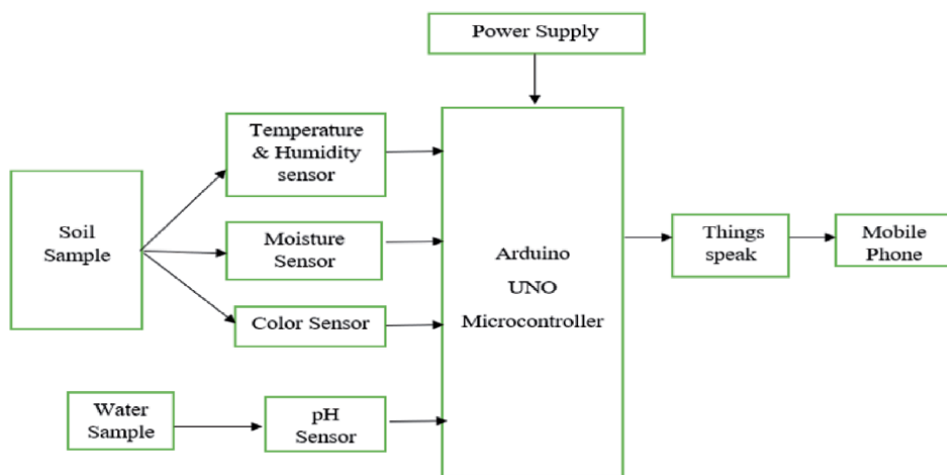 Power Supply
Temperature
& Humidity
sensor
Soil
Sample
Moisture
Sensor
Color Sensor
Water
Sample
pH
Sensor
Arduino
UNO
Microcontroller
Things
speak
Mobile
Phone